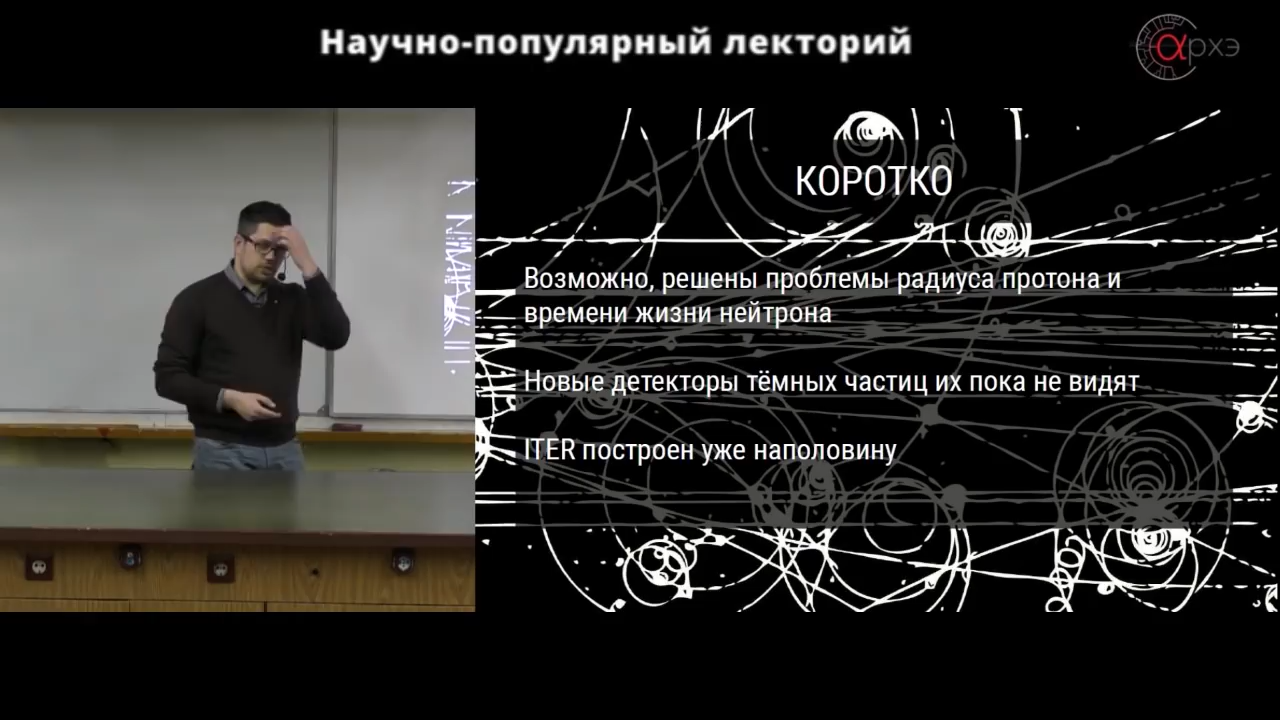 Научно-популярный лекторий
αрхэ
КОРОТКО
Возможно, решены проблемы радиуса протона и
времени жизни нейтрона
Новые детекторы тёмных частиц их пока не видят
ITER построен уже наполовину